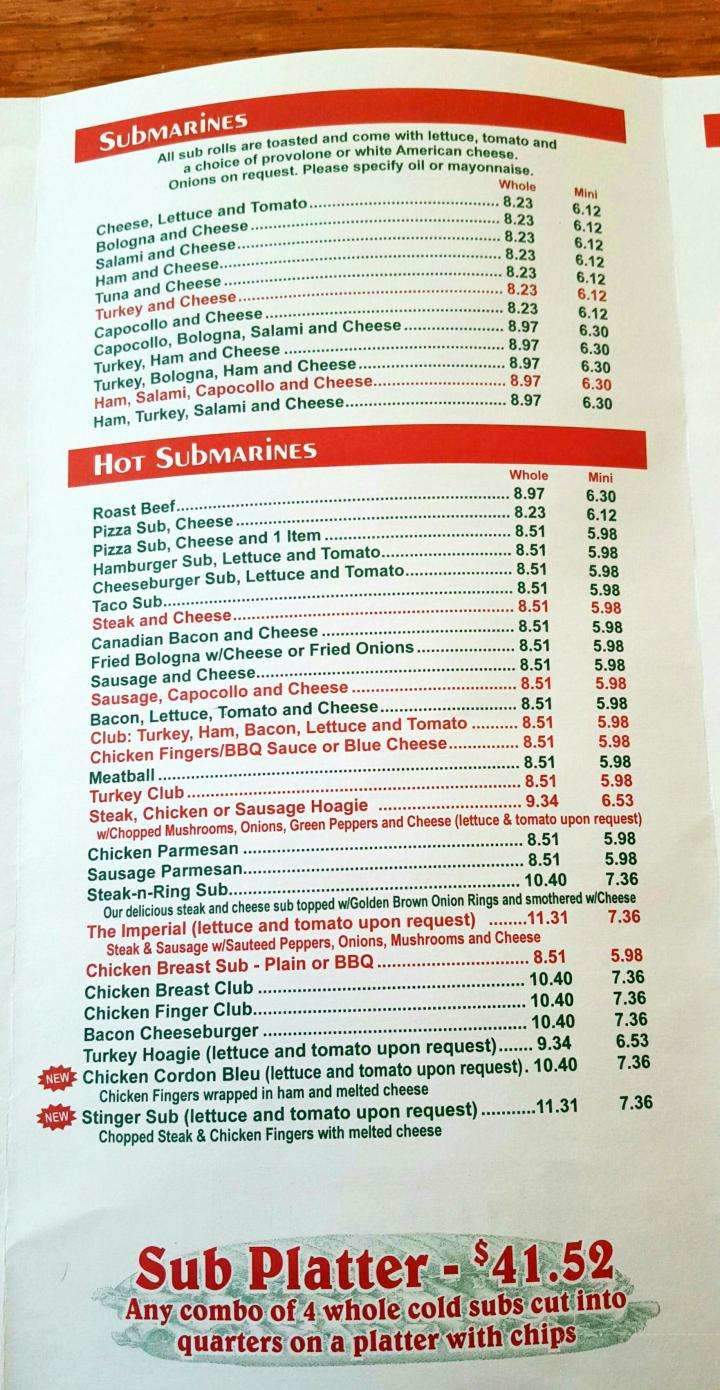 Submarines
All sub rolls are toasted and come with lettuce, tomato and
a choice of provolone or white American cheese.
Onions on request. Please specify oil or mayonnaise.
Whole Mini
Cheese, Lettuce and Tomato 8.23 6.12
Bologna and Cheese 8.23 6.12
Salami and Cheese 8.23 6.12
Ham and Cheese 8.23 6.12
Tuna and Cheese 8.23 6.12
Turkey and Cheese 8.23 6.12
Capocollo and Cheese 8.23 6.12
Capocollo, Bologna, Salami and Cheese 8.97 6.30
Turkey, Ham and Cheese 8.97 6.30
Turkey, Bologna, Ham and Cheese 8.97 6.30
Ham, Salami, Capocollo and Cheese 8.97 6.30
Ham, Turkey, Salami and Cheese 8.97 6.30
Hot Submarines
Whole Mini
Roast Beef 8.97 6.30
Pizza Sub, Cheese 8.23 6.12
Pizza Sub, Cheese and 1 Item 8.51 5.98
Hamburger Sub, Lettuce and Tomato 8.51 5.98
Cheeseburger Sub, Lettuce and Tomato 8.51 5.98
Taco Sub 8.51 5.98
Steak and Cheese 8.51 5.98
Canadian Bacon and Cheese 8.51 5.98
Fried Bologna w/Cheese or Fried Onions 8.51 5.98
Sausage and Cheese 8.51 5.98
Sausage, Capocollo and Cheese 8.51 5.98
Bacon, Lettuce, Tomato and Cheese 8.51 5.98
Club: Turkey, Ham, Bacon, Lettuce and Tomato 8.51 5.98
Chicken Fingers/BBQ Sauce or Blue Cheese 8.51 5.98
Meatball 8.51 5.98
Turkey Club 8.51 5.98
Steak, Chicken or Sausage Hoagie 9.34 6.53
w/Chopped Mushrooms, Onions, Green Peppers and Cheese (lettuce & tomato upon request)
Chicken Parmesan 8.51 5.98
Sausage Parmesan 8.51 5.98
Steak-n-Ring Sub 10.40 7.36
Our delicious steak and cheese sub topped w/Golden Brown Onion Rings and smothered w/Cheese
The Imperial (lettuce and tomato upon request) 11.31 7.36
Steak & Sausage w/Sauteed Peppers, Onions, Mushrooms and Cheese
Chicken Breast Sub - Plain or BBQ 8.51 5.98
Chicken Breast Club 10.40 7.36
Chicken Finger Club 10.40 7.36
Bacon Cheeseburger 10.40 7.36
Turkey Hoagie (lettuce and tomato upon request) 9.34 6.53
NEW Chicken Cordon Bleu (lettuce and tomato upon request) 10.40 7.36
Chicken Fingers wrapped in ham and melted cheese
NEW Stinger Sub (lettuce and tomato upon request) 11.31 7.36
Chopped Steak & Chicken Fingers with melted cheese
Sub Platter - $41.52
Any combo of 4 whole cold subs cut into
quarters on a platter with chips